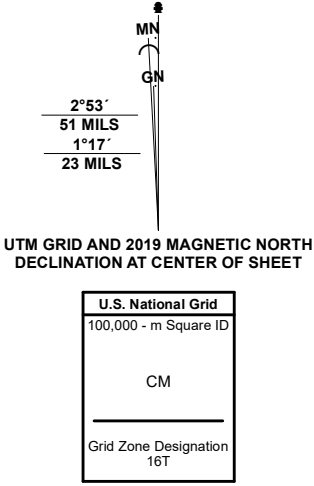 MN
GN
2°53´
51 MILS
1°17´
23 MILS
UTM GRID AND 2019 MAGNETIC NORTH
DECLINATION AT CENTER OF SHEET
U.S. National Grid
100,000 - m Square ID
CM
Grid Zone Designation
16T